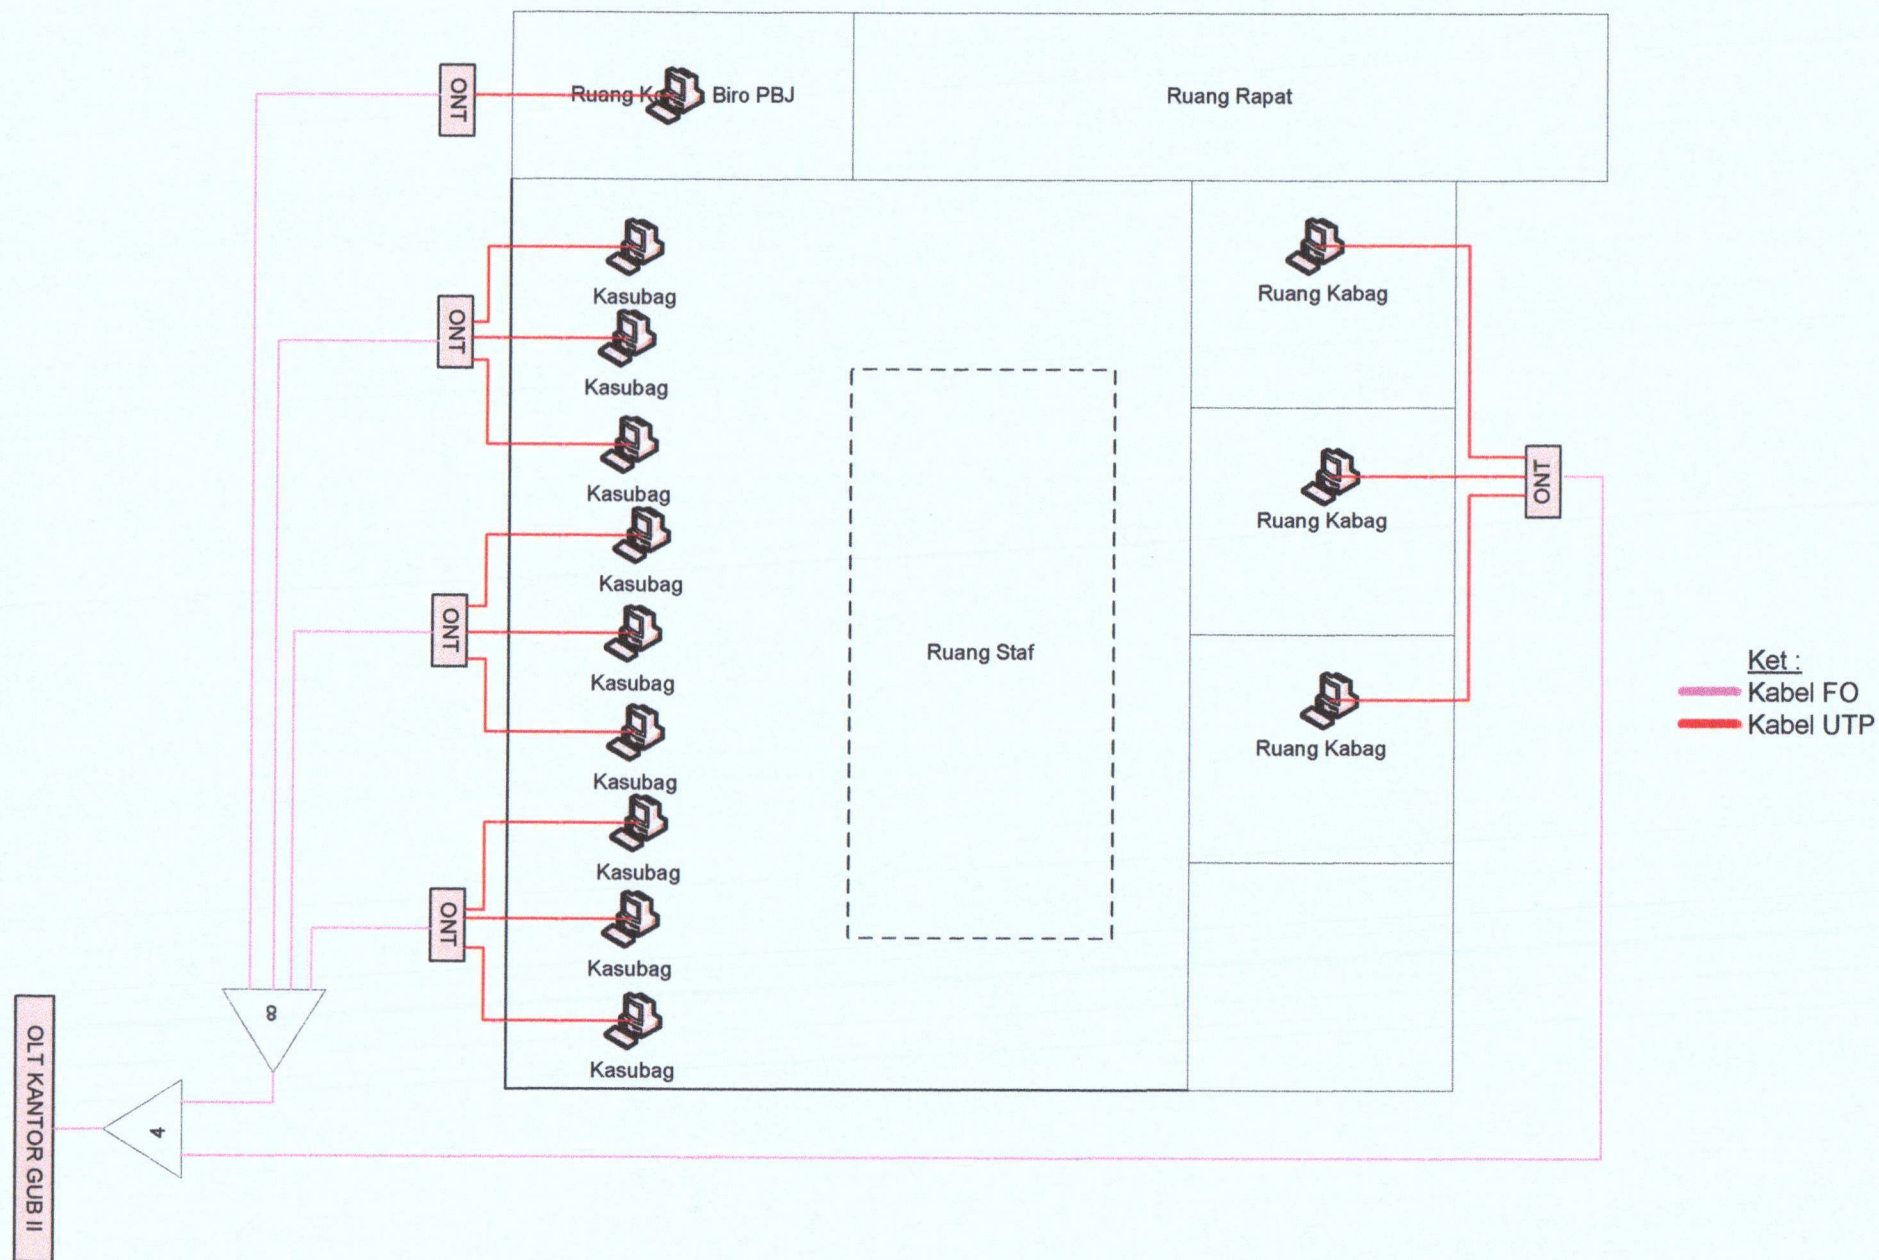 ONT
Ruang Biro PBJ
Ruang Rapat
Kasubag
Ruang Kabag
ONT
Kasubag
Kasubag
ONT
Ruang Kabag
Kasubag
ONT
Kasubag
Ruang Staf
Kasubag
Ruang Kabag
Kasubag
ONT
Kasubag
Kasubag
Ket :
Kabel FO
Kabel UTP
8
4
OLT KANTOR GUB II